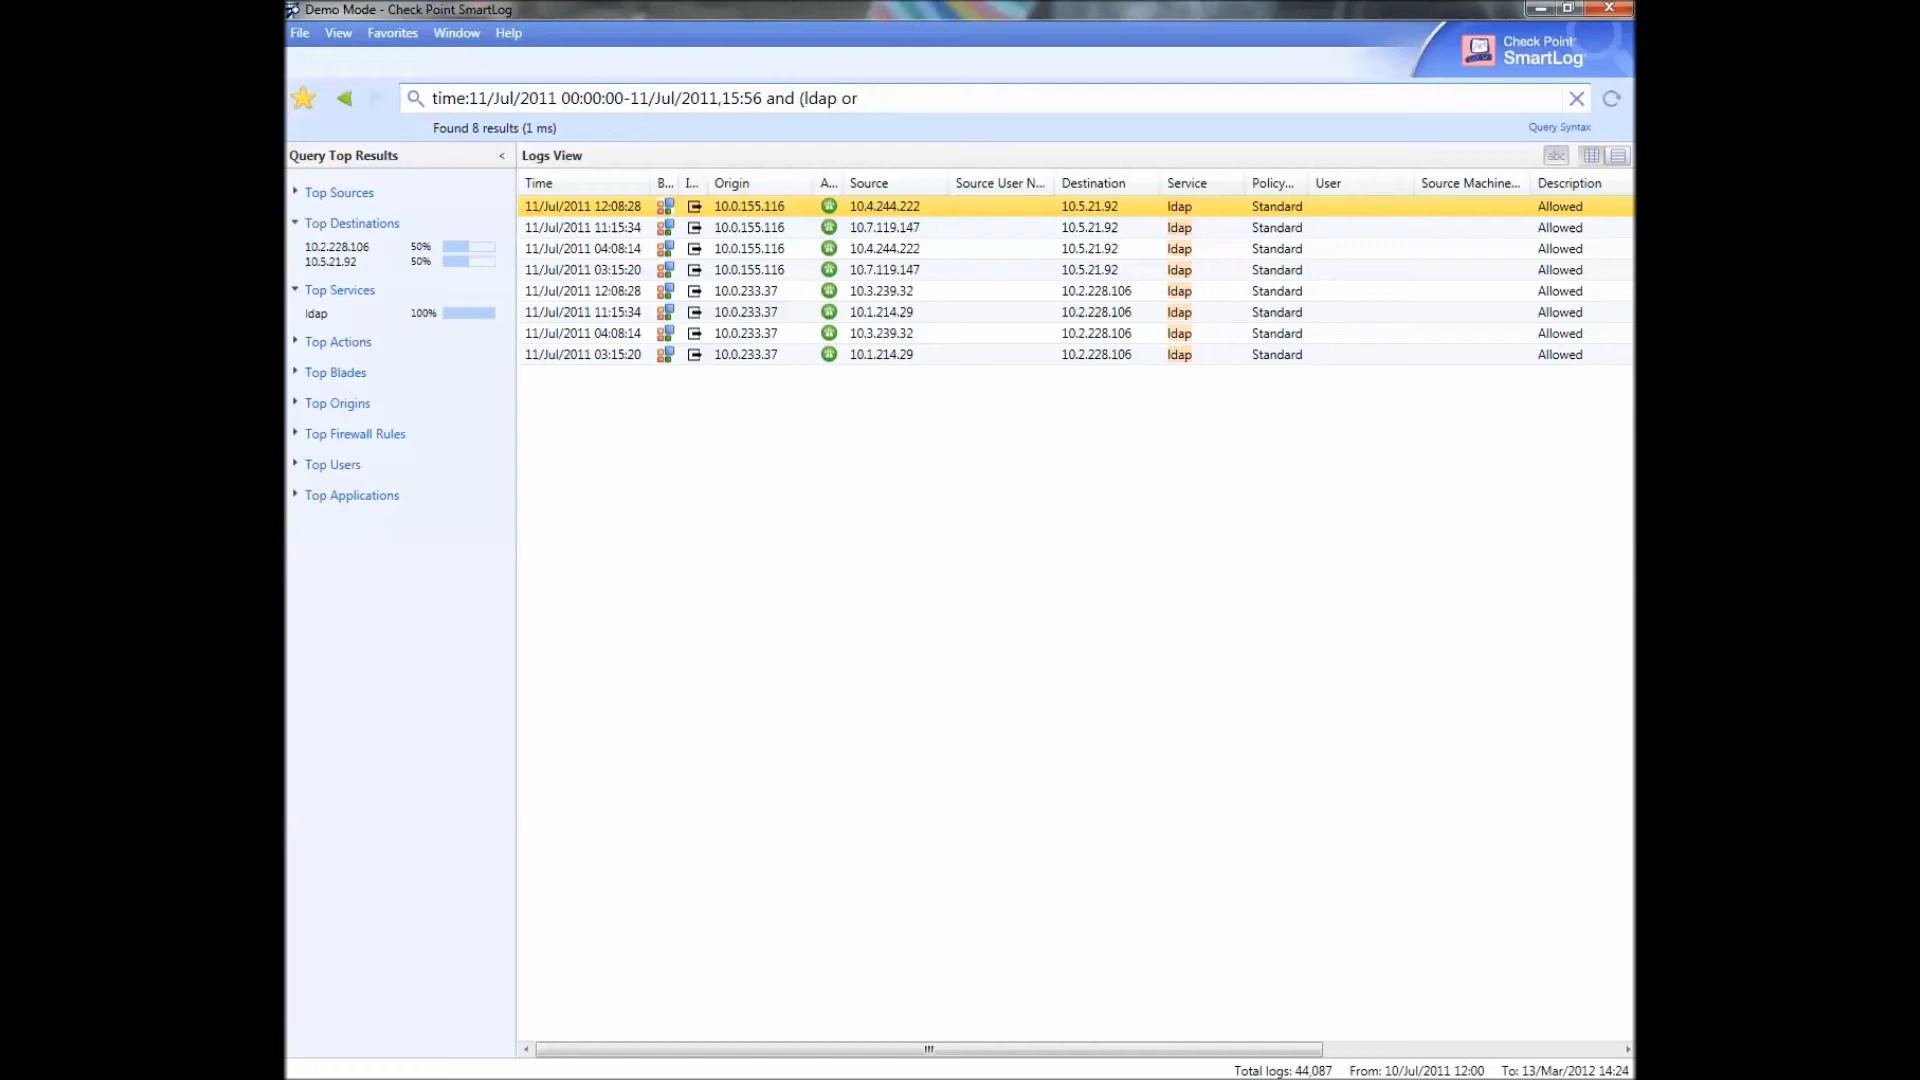 Demo Mode - Check Point SmartLog
File View Favorites Window Help
Check Point
SmartLog
time:11/Jul/2011 00:00:00-11/Jul/2011,15:56 and (ldap or
Found 8 results (1 ms)
Query Syntax
Query Top Results <
Logs View
abc
Top Sources
Top Destinations
10.2.228.106 50%
10.5.21.92 50%
Top Services
ldap 100%
Top Actions
Top Blades
Top Origins
Top Firewall Rules
Top Users
Top Applications
Time B... I... Origin A... Source Source User N... Destination Service Policy... User Source Machine... Description
11/Jul/2011 12:08:28 10.0.155.116 10.4.244.222 10.5.21.92 ldap Standard Allowed
11/Jul/2011 11:15:34 10.0.155.116 10.7.119.147 10.5.21.92 ldap Standard Allowed
11/Jul/2011 04:08:14 10.0.155.116 10.4.244.222 10.5.21.92 ldap Standard Allowed
11/Jul/2011 03:15:20 10.0.155.116 10.7.119.147 10.5.21.92 ldap Standard Allowed
11/Jul/2011 12:08:28 10.0.233.37 10.3.239.32 10.2.228.106 ldap Standard Allowed
11/Jul/2011 11:15:34 10.0.233.37 10.1.214.29 10.2.228.106 ldap Standard Allowed
11/Jul/2011 04:08:14 10.0.233.37 10.3.239.32 10.2.228.106 ldap Standard Allowed
11/Jul/2011 03:15:20 10.0.233.37 10.1.214.29 10.2.228.106 ldap Standard Allowed
Total logs: 44,087 From: 10/Jul/2011 12:00 To: 13/Mar/2012 14:24